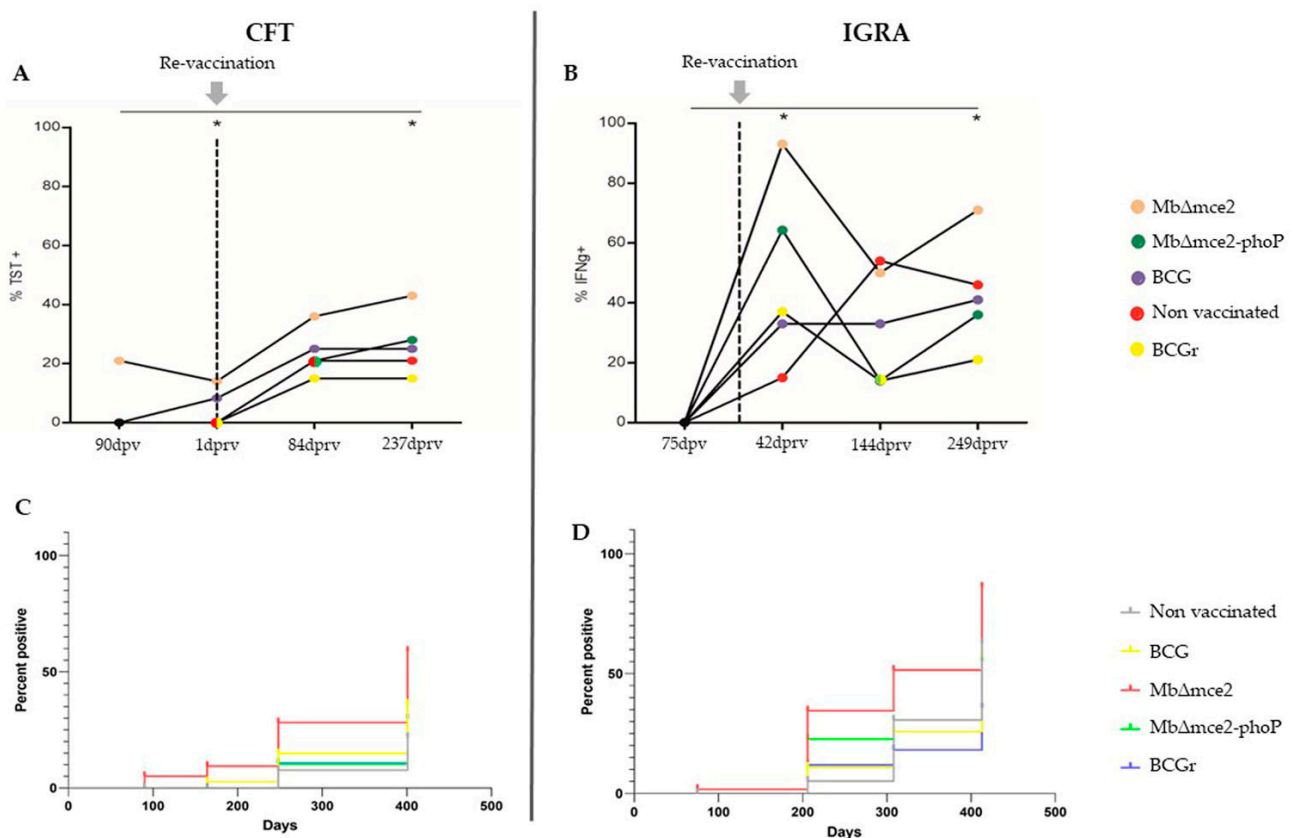 CFT
IGRA
A
Re-vaccination
*
*
% TST +
100
80
60
40
20
0
90dpv
1dprv
84dprv
237dprv
B
Re-vaccination
*
*
% IFNg+
100
80
60
40
20
0
75dpv
42dprv
144dprv
249dprv
MbΔmce2
MbΔmce2-phoP
BCG
Non vaccinated
BCGr
C
Percent positive
100
50
0
0
100
200
300
400
500
Days
D
Percent positive
100
50
0
0
100
200
300
400
500
Days
Non vaccinated
BCG
MbΔmce2
MbΔmce2-phoP
BCGr